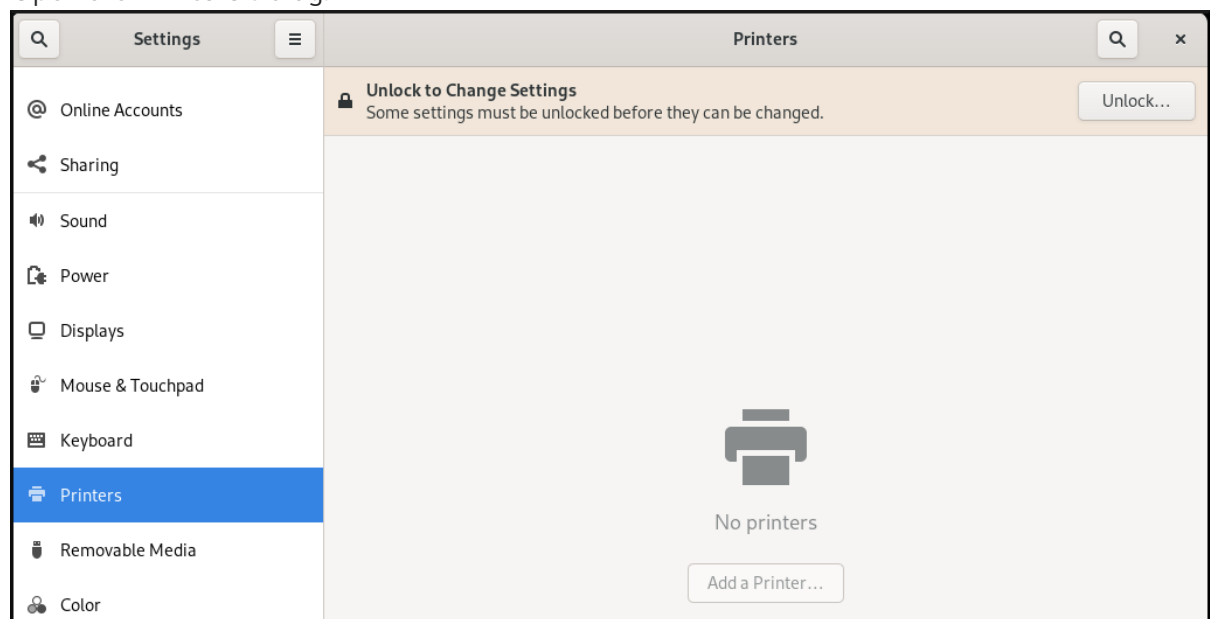 Settings
Printers
Unlock to Change Settings
Some settings must be unlocked before they can be changed.
Unlock...
Online Accounts
Sharing
Sound
Power
Displays
Mouse & Touchpad
Keyboard
Printers
Removable Media
Color
No printers
Add a Printer...